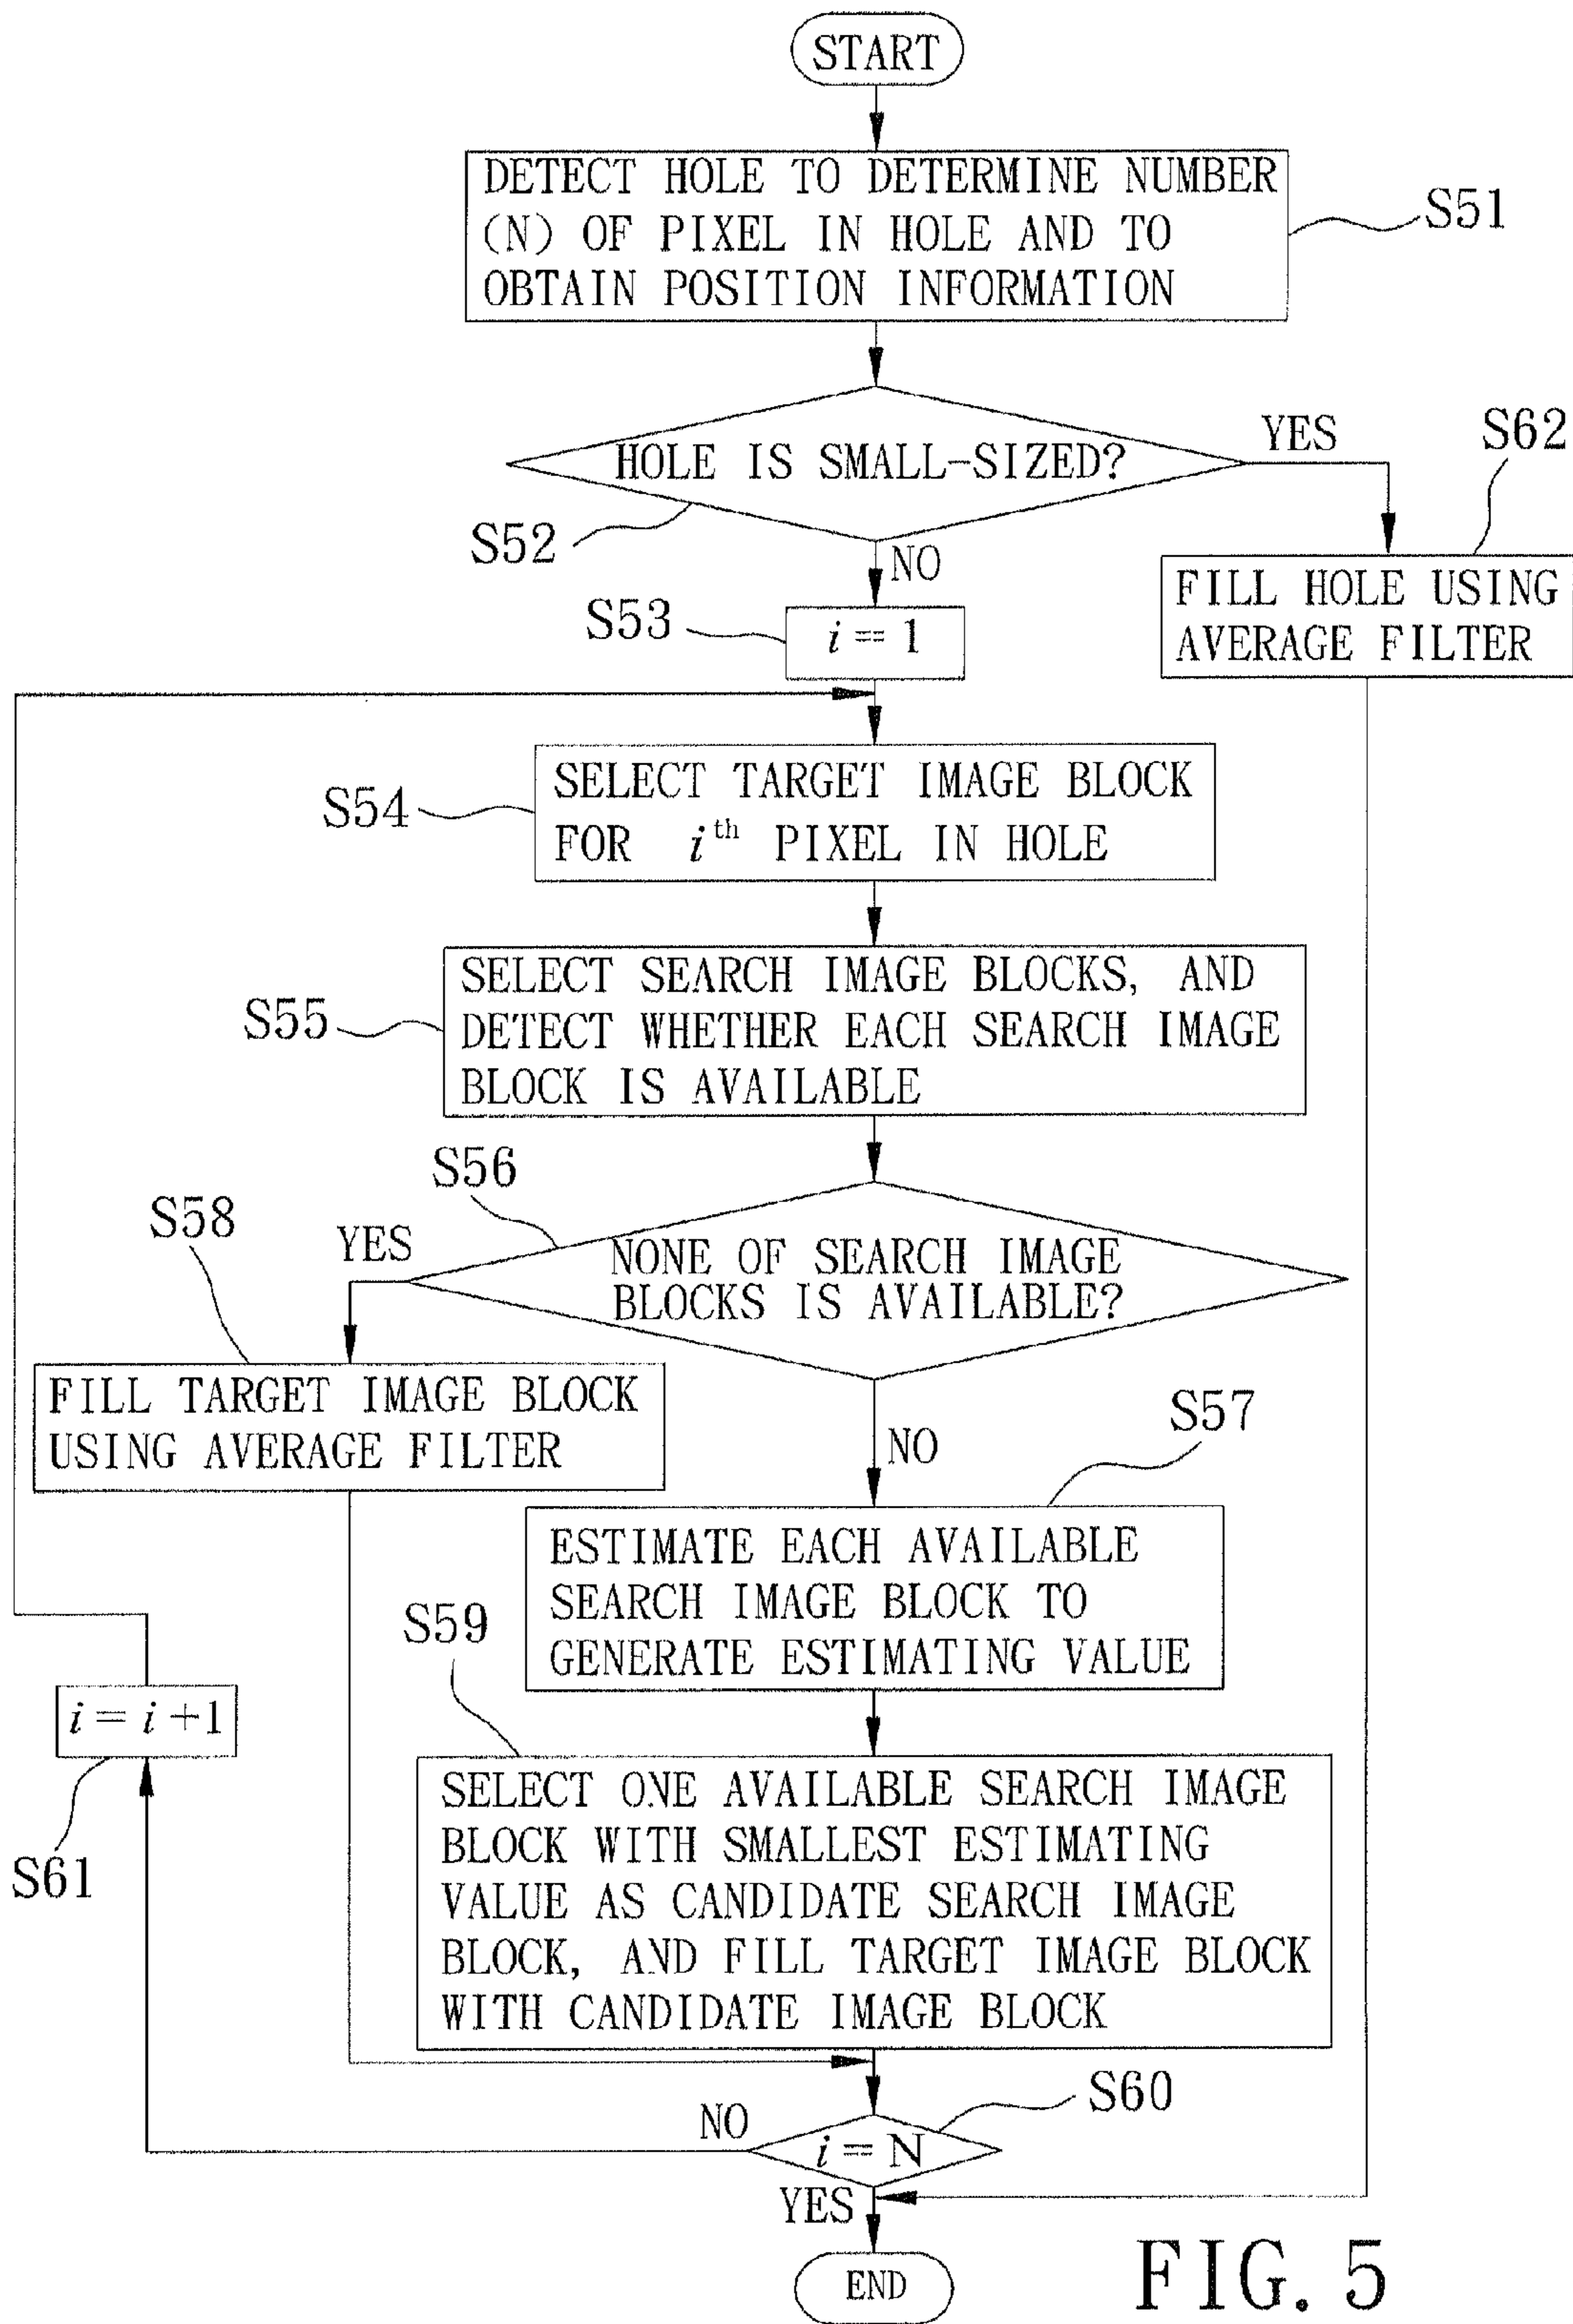 START
DETECT HOLE TO DETERMINE NUMBER
(N) OF PIXEL IN HOLE AND TO
OBTAIN POSITION INFORMATION
S51
HOLE IS SMALL-SIZED?
YES
S62
S52
NO
FILL HOLE USING
AVERAGE FILTER
S53
i = 1
SELECT TARGET IMAGE BLOCK
FOR i th PIXEL IN HOLE
S54
SELECT SEARCH IMAGE BLOCKS, AND
DETECT WHETHER EACH SEARCH IMAGE
BLOCK IS AVAILABLE
S55
S56
S58
YES
NONE OF SEARCH IMAGE
BLOCKS IS AVAILABLE?
FILL TARGET IMAGE BLOCK
USING AVERAGE FILTER
NO
S57
ESTIMATE EACH AVAILABLE
SEARCH IMAGE BLOCK TO
GENERATE ESTIMATING VALUE
S59
i = i +1
S61
SELECT ONE AVAILABLE SEARCH IMAGE
BLOCK WITH SMALLEST ESTIMATING
VALUE AS CANDIDATE SEARCH IMAGE
BLOCK, AND FILL TARGET IMAGE BLOCK
WITH CANDIDATE IMAGE BLOCK
S60
NO
i = N
YES
END
FIG. 5